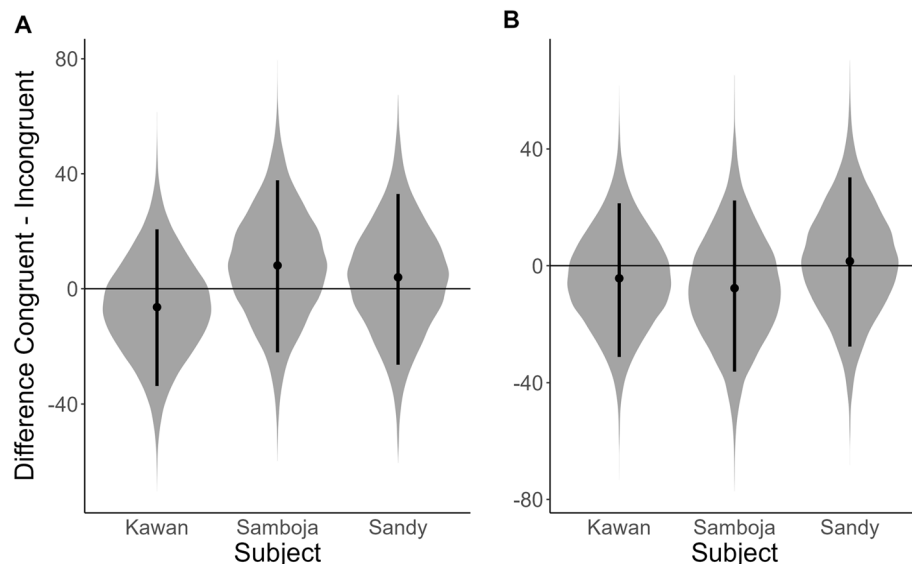 A
Difference Congruent - Incongruent
80
40
0
-40
Kawan Samboja Sandy
Subject
B
40
0
-40
-80
Kawan Samboja Sandy
Subject